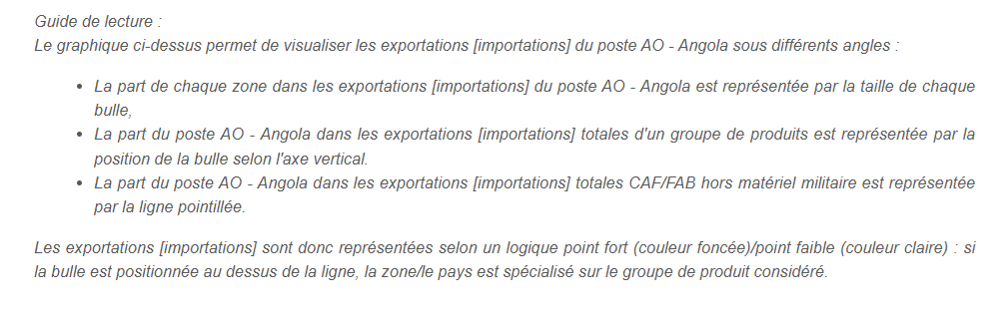 Guide de lecture :
Le graphique ci-dessus permet de visualiser les exportations [importations] du poste AO - Angola sous différents angles :
• La part de chaque zone dans les exportations [importations] du poste AO - Angola est représentée par la taille de chaque
bulle,
• La part du poste AO - Angola dans les exportations [importations] totales d'un groupe de produits est représentée par la
position de la bulle selon l'axe vertical.
• La part du poste AO - Angola dans les exportations [importations] totales CAF/FAB hors matériel militaire est représentée
par la ligne pointillée.
Les exportations [importations] sont donc représentées selon un logique point fort (couleur foncée)/point faible (couleur claire) : si
la bulle est positionnée au dessus de la ligne, la zone/le pays est spécialisé sur le groupe de produit considéré.